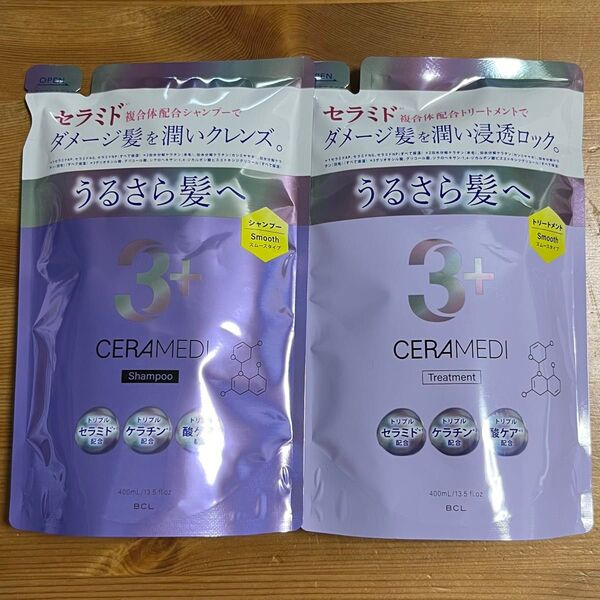 OPEN
セラミド*¹ 複合体配合シャンプーで
ダメージ髪を潤いクレンズ。
うるさら髪へ
シャンプー
Smooth
スムースタイプ
3+
CERAMEDI
Shampoo
トリプル
セラミド
配合
トリプル
ケラチン
配合
トリプル
酸ケ
400mL/13.5 fl.oz
BCL
OPEN
セラミド*¹ 複合体配合トリートメントで
ダメージ髪を潤い浸透ロック。
うるさら髪へ
トリートメント
Smooth
スムースタイプ
3+
CERAMEDI
Treatment
トリプル
セラミド
配合
トリプル
ケラチン
配合
トリプル
酸ケア
配合
400mL/13.5 fl.oz
BCL